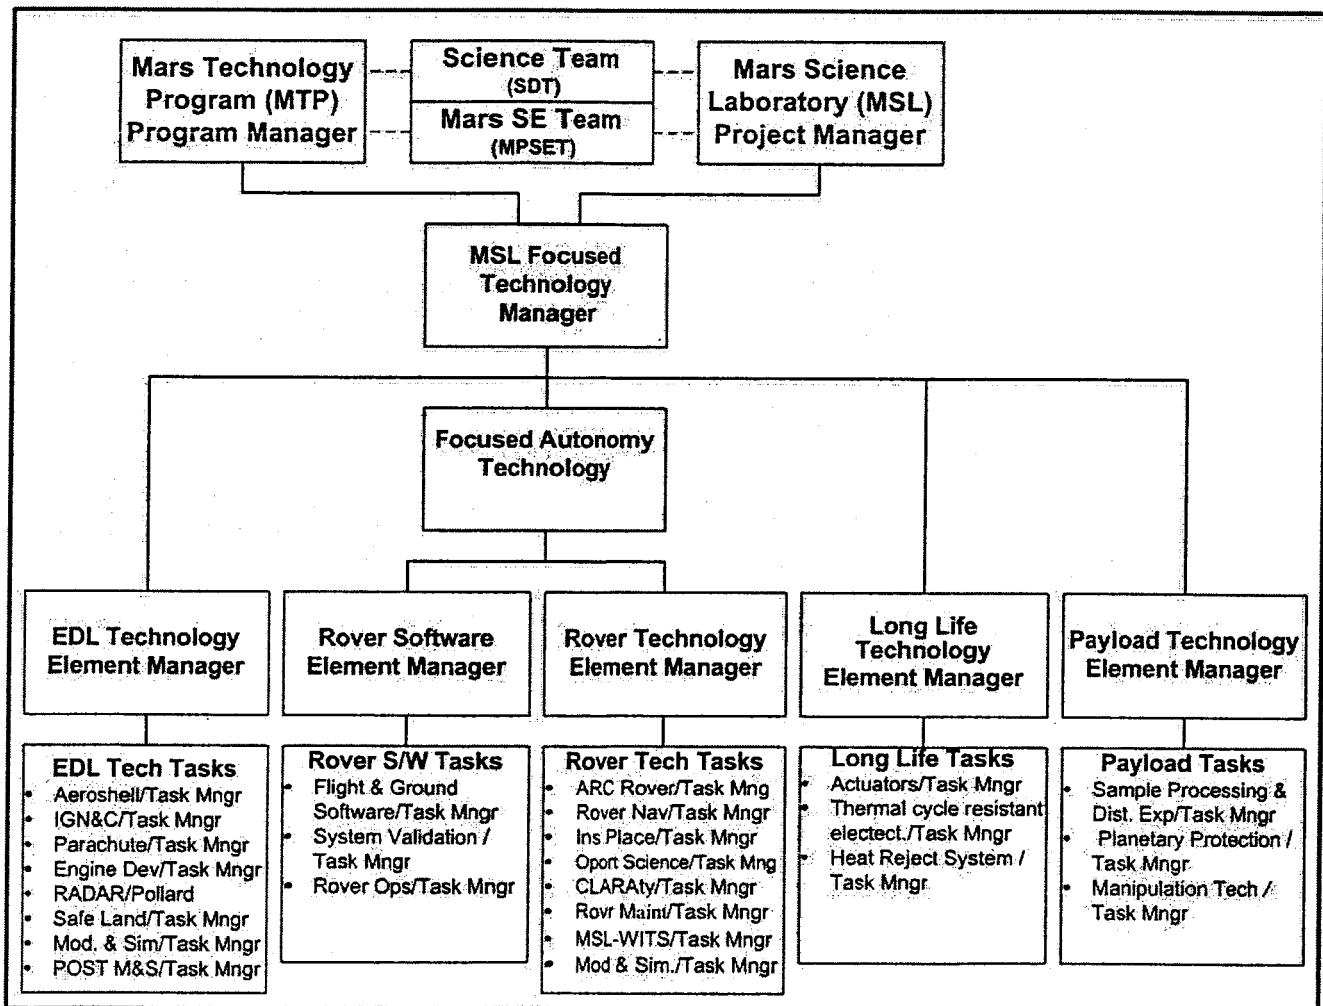 Mars Technology
Program (MTP)
Program Manager
Science Team
(SDT)
Mars SE Team
(MPSET)
Mars Science
Laboratory (MSL)
Project Manager
MSL Focused
Technology
Manager
Focused Autonomy
Technology
EDL Technology
Element Manager
Rover Software
Element Manager
Rover Technology
Element Manager
Long Life
Technology
Element Manager
Payload Technology
Element Manager
EDL Tech Tasks
• Aeroshell/Task Mngr
• IGN&C/Task Mngr
• Parachute/Task Mngr
• Engine Dev/Task Mngr
• RADAR/Pollard
• Safe Land/Task Mngr
• Mod. & Sim/Task Mngr
• POST M&S/Task Mngr
Rover S/W Tasks
• Flight & Ground
Software/Task Mngr
• System Validation /
Task Mngr
• Rover Ops/Task Mngr
Rover Tech Tasks
• ARC Rover/Task Mng
• Rover Nav/Task Mngr
• Ins Place/Task Mngr
• Oport Science/Task Mng
• CLARAty/Task Mngr
• Rovr Maint/Task Mngr
• MSL-WITS/Task Mngr
• Mod & Sim./Task Mngr
Long Life Tasks
• Actuators/Task Mngr
• Thermal cycle resistant
electect./Task Mngr
• Heat Reject System /
Task Mngr
Payload Tasks
• Sample Processing &
Dist. Exp/Task Mngr
• Planetary Protection /
Task Mngr
• Manipulation Tech /
Task Mngr